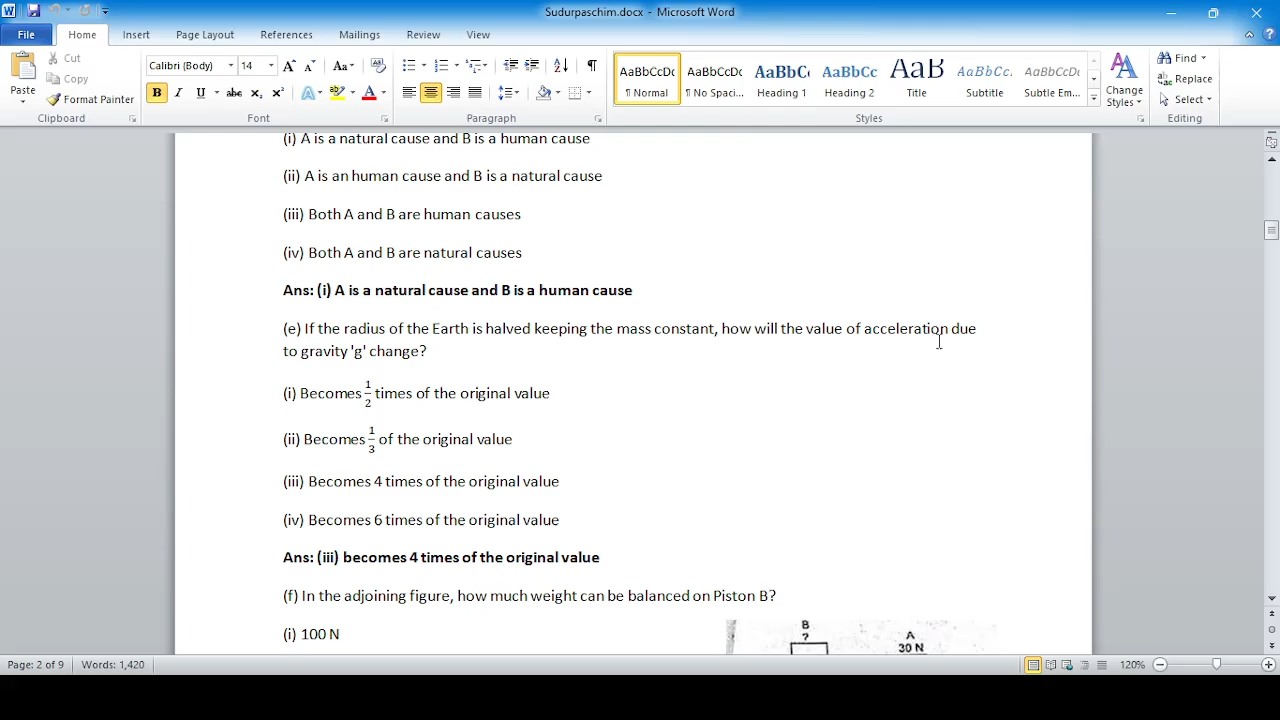 Sudurpaschim.docx - Microsoft Word
File Home Insert Page Layout References Mailings Review View
Paste
Cut
Copy
Format Painter
Clipboard
Calibri (Body) 14
B I U abc
Font
Paragraph
AaBbCcDc AaBbCcDc AaBbC AaBbCc AaB AaBbCc. AaBbCcDc
¶ Normal ¶ No Spaci... Heading 1 Heading 2 Title Subtitle Subtle Em...
Change Styles
Styles
Find
Replace
Select
Editing
(i) A is a natural cause and B is a human cause
(ii) A is an human cause and B is a natural cause
(iii) Both A and B are human causes
(iv) Both A and B are natural causes
Ans: (i) A is a natural cause and B is a human cause
(e) If the radius of the Earth is halved keeping the mass constant, how will the value of acceleration due
to gravity 'g' change?
(i) Becomes 1/2 times of the original value
(ii) Becomes 1/3 of the original value
(iii) Becomes 4 times of the original value
(iv) Becomes 6 times of the original value
Ans: (iii) becomes 4 times of the original value
(f) In the adjoining figure, how much weight can be balanced on Piston B?
(i) 100 N
B
?
A
30 N
Page: 2 of 9 Words: 1,420 120%